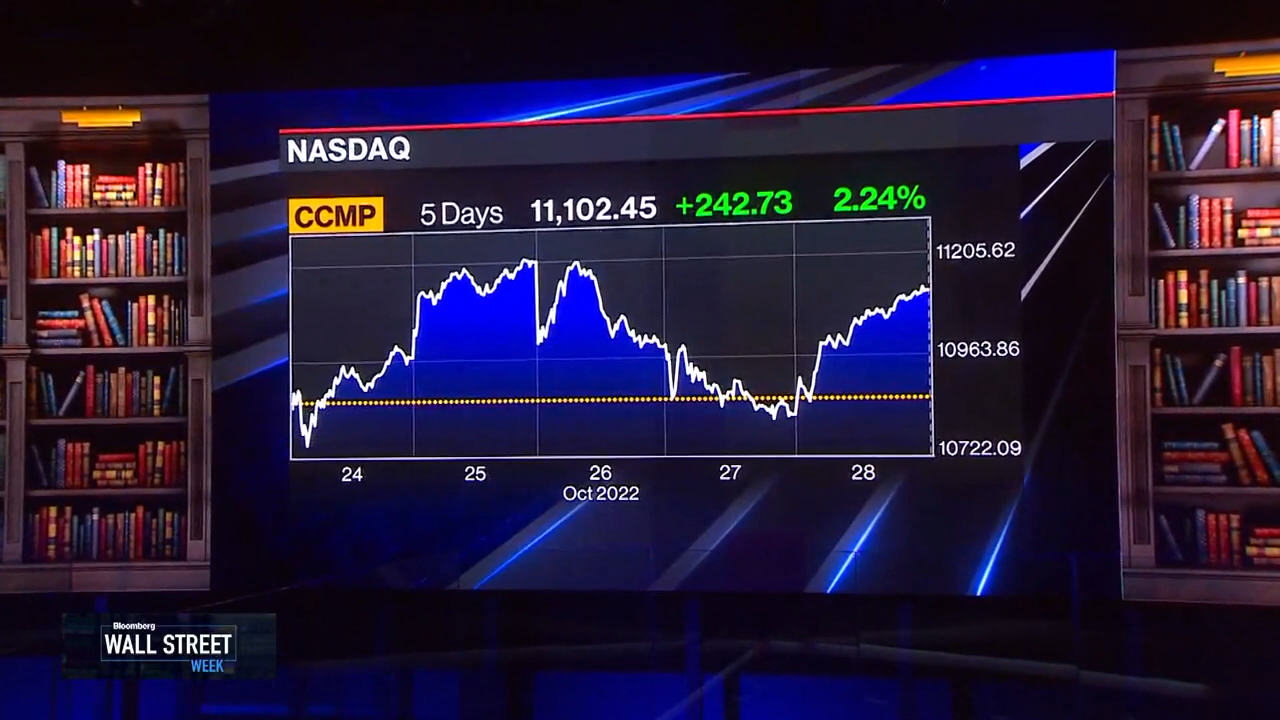 NASDAQ
CCMP 5 Days 11,102.45 +242.73 2.24%
11205.62
10963.86
10722.09
24 25 26 27 28
Oct 2022
Bloomberg
WALL STREET
WEEK